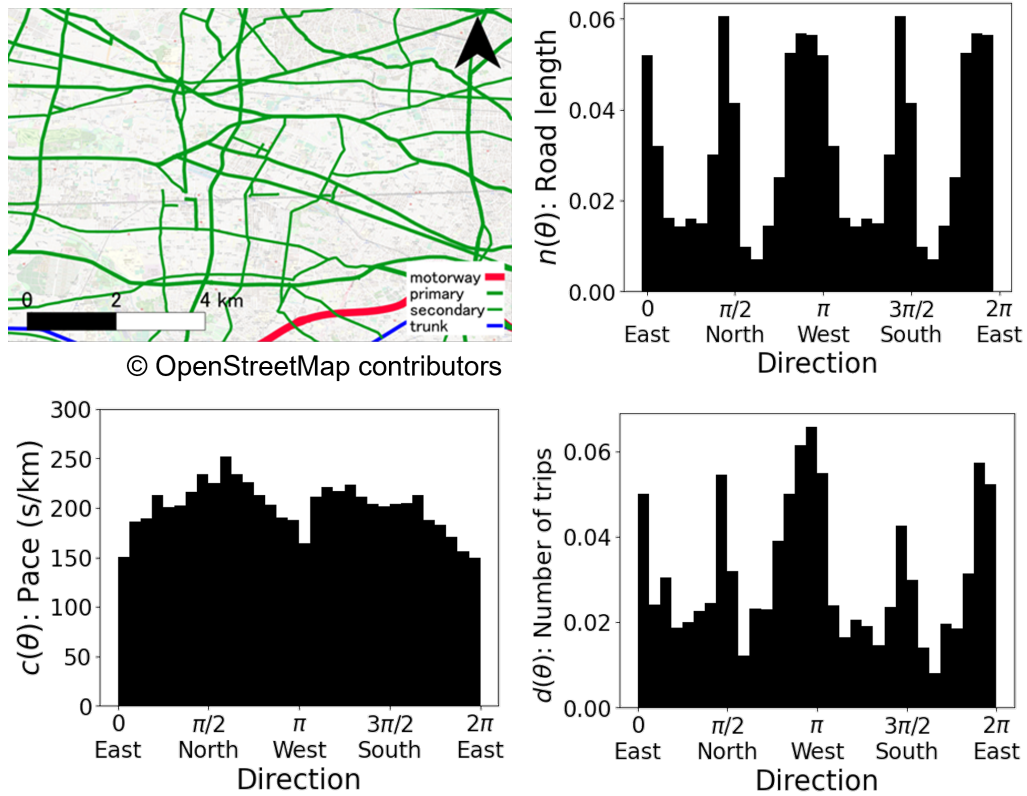 0 2 4 km
motorway
primary
secondary
trunk
© OpenStreetMap contributors
n(θ): Road length
0.06
0.04
0.02
0.00
0 π/2 π 3π/2 2π
East North West South East
Direction
c(θ): Pace (s/km)
300
250
200
150
100
50
0
0 π/2 π 3π/2 2π
East North West South East
Direction
d(θ): Number of trips
0.06
0.04
0.02
0.00
0 π/2 π 3π/2 2π
East North West South East
Direction